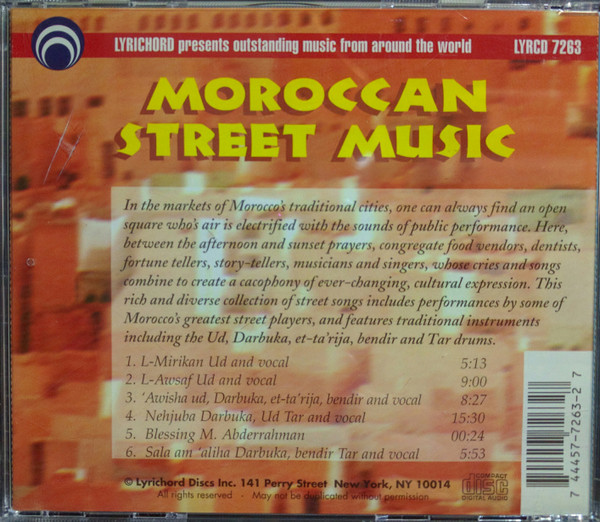 LYRICHORD presents outstanding music from around the world LYRCD 7263
MOROCCAN
STREET MUSIC
In the markets of Morocco's traditional cities, one can always find an open
square who's air is electrified with the sounds of public performance. Here,
between the afternoon and sunset prayers, congregate food vendors, dentists,
fortune tellers, story-tellers, musicians and singers, whose cries and songs
combine to create a cacophony of ever-changing, cultural expression. This
rich and diverse collection of street songs includes performances by some of
Morocco's greatest street players, and features traditional instruments
including the Ud, Darbuka, et-ta'rija, bendir and Tar drums.
1. L-Mirikan Ud and vocal 5:13
2. L-Awsaf Ud and vocal 9:00
3. 'Awisha ud, Darbuka, et-ta'rija, bendir and vocal 8:27
4. Nehjuba Darbuka, Ud Tar and vocal 15:30
5. Blessing M. Abderrahman 00:24
6. Sala am 'aliha Darbuka, bendir Tar and vocal 5:53
© Lyrichord Discs Inc. 141 Perry Street New York, NY 10014
All rights reserved - May not be duplicated without permission
COMPACT
disc
DIGITAL AUDIO
7 44457-7263-2 7